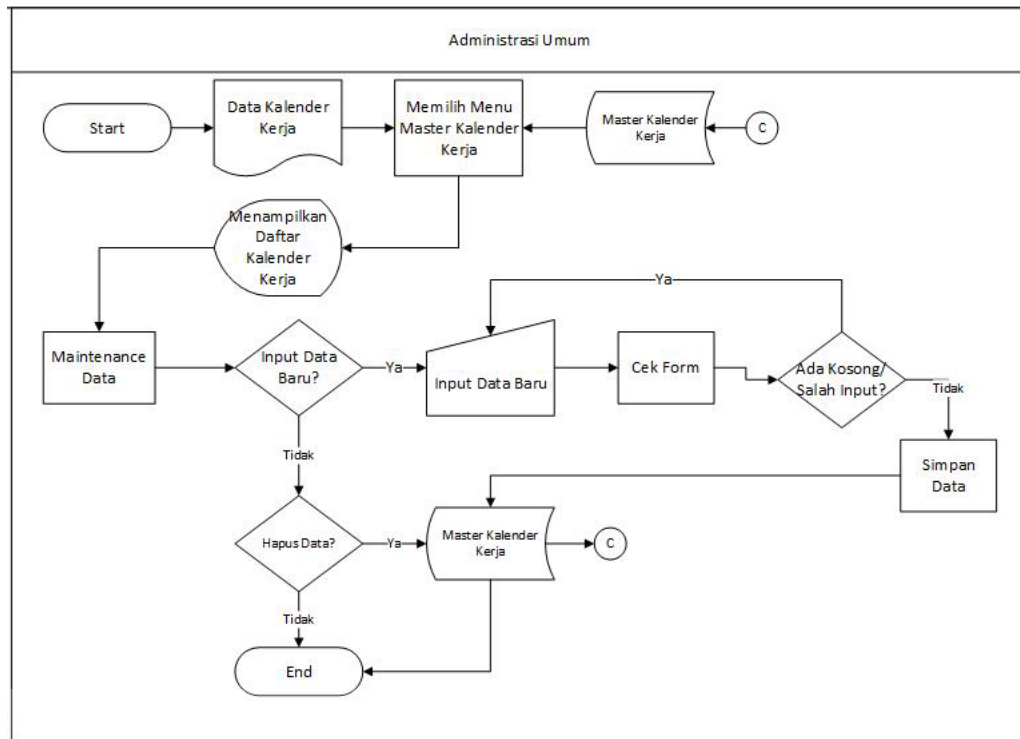 Administrasi Umum
Start
Data Kalender
Kerja
Memilih Menu
Master Kalender
Kerja
Master Kalender
Kerja
C
Menampilkan
Daftar
Kalender
Kerja
Ya
Maintenance
Data
Input Data
Baru?
Ya
Input Data Baru
Cek Form
Ada Kosong/
Salah Input?
Tidak
Simpan
Data
Tidak
Hapus Data?
Ya
Master Kalender
Kerja
C
Tidak
End